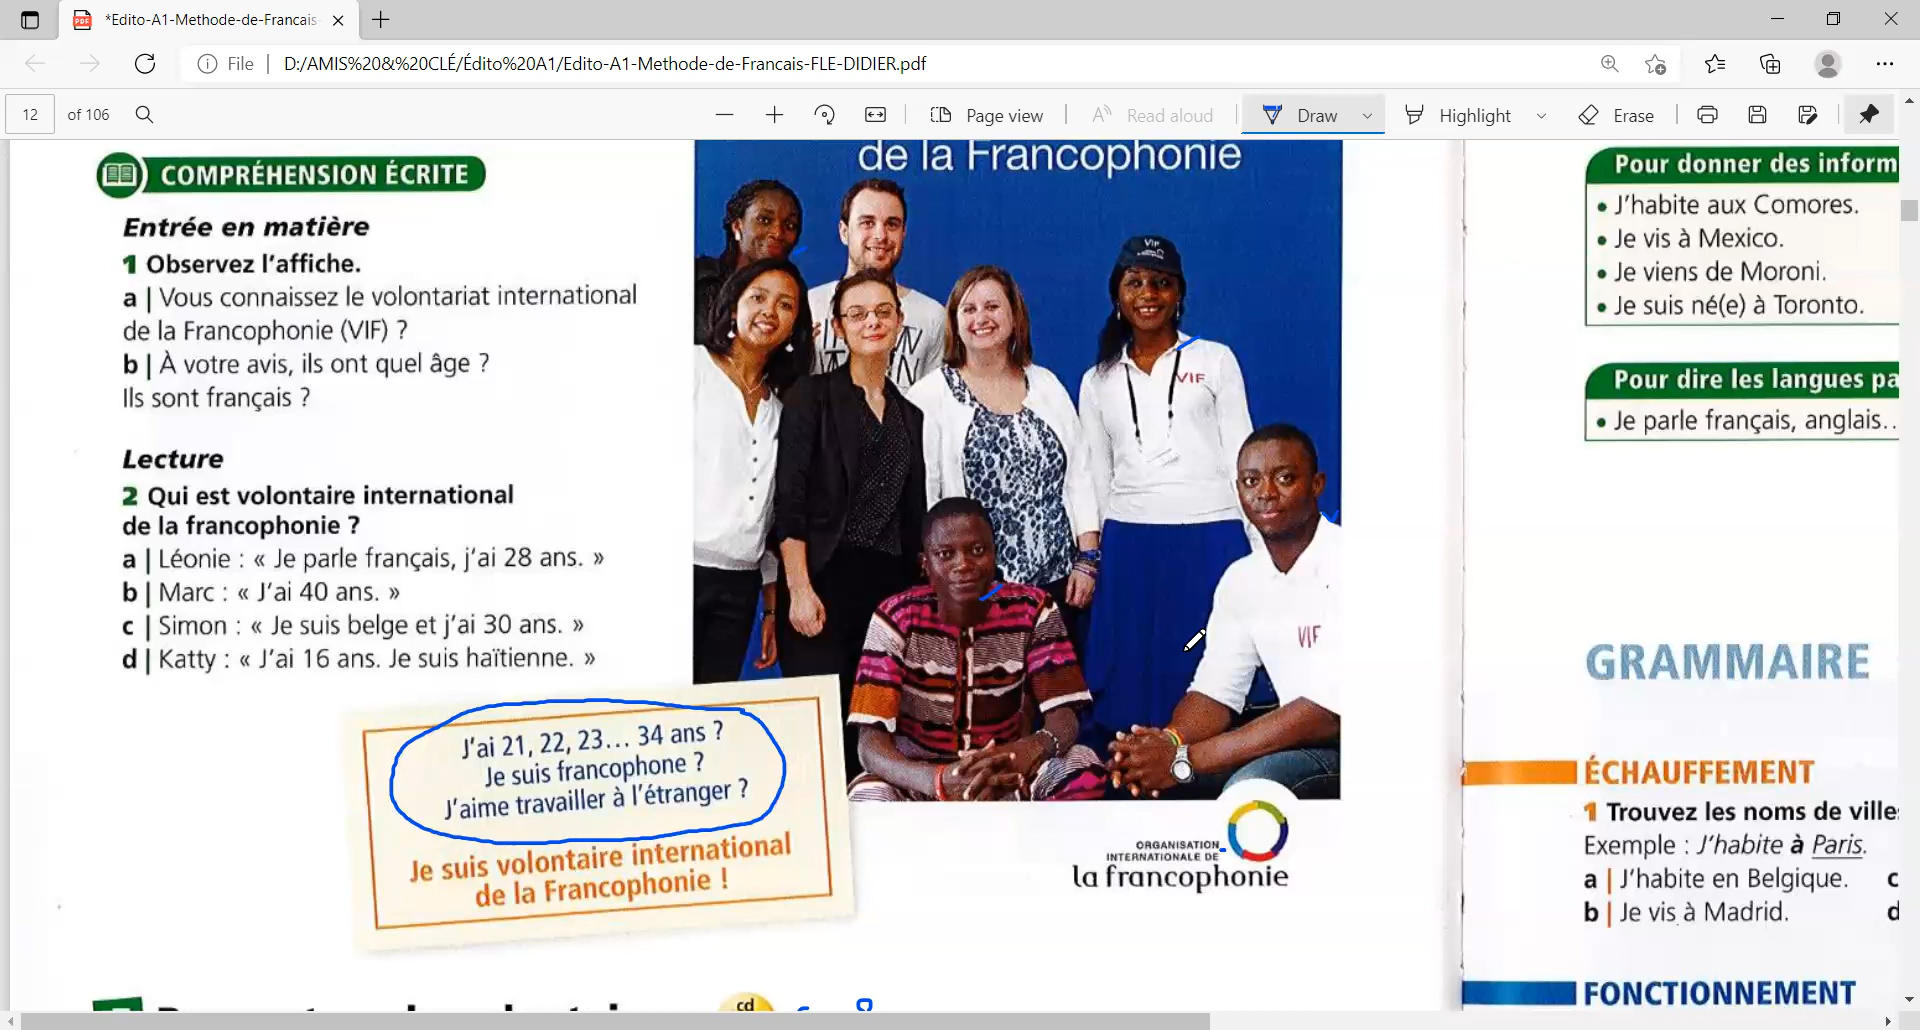 *Edito-A1-Methode-de-Francais-
File
D:/AMIS%20&%20CLÉ/Édito%20A1/Edito-A1-Methode-de-Francais-FLE-DIDIER.pdf
12 of 106
Page view
Read aloud
Draw
Highlight
Erase
COMPRÉHENSION ÉCRITE
Entrée en matière
1 Observez l'affiche.
a | Vous connaissez le volontariat international
de la Francophonie (VIF) ?
b | À votre avis, ils ont quel âge ?
Ils sont français ?
Lecture
2 Qui est volontaire international
de la francophonie ?
a | Léonie : « Je parle français, j'ai 28 ans. »
b | Marc : « J'ai 40 ans. »
c | Simon : « Je suis belge et j'ai 30 ans. »
d | Katty : « J'ai 16 ans. Je suis haïtienne. »
de la Francophonie
VIF
VIF
VIF
J'ai 21, 22, 23... 34 ans ?
Je suis francophone ?
J'aime travailler à l'étranger ?
Je suis volontaire international
de la Francophonie !
ORGANISATION
INTERNATIONALE DE
la francophonie
cd
Pour donner des inform
• J'habite aux Comores.
• Je vis à Mexico.
• Je viens de Moroni.
• Je suis né(e) à Toronto.
Pour dire les langues pa
• Je parle français, anglais..
GRAMMAIRE
ÉCHAUFFEMENT
1 Trouvez les noms de ville
Exemple : J'habite à Paris.
a | J'habite en Belgique. c
b | Je vis à Madrid. d
FONCTIONNEMENT